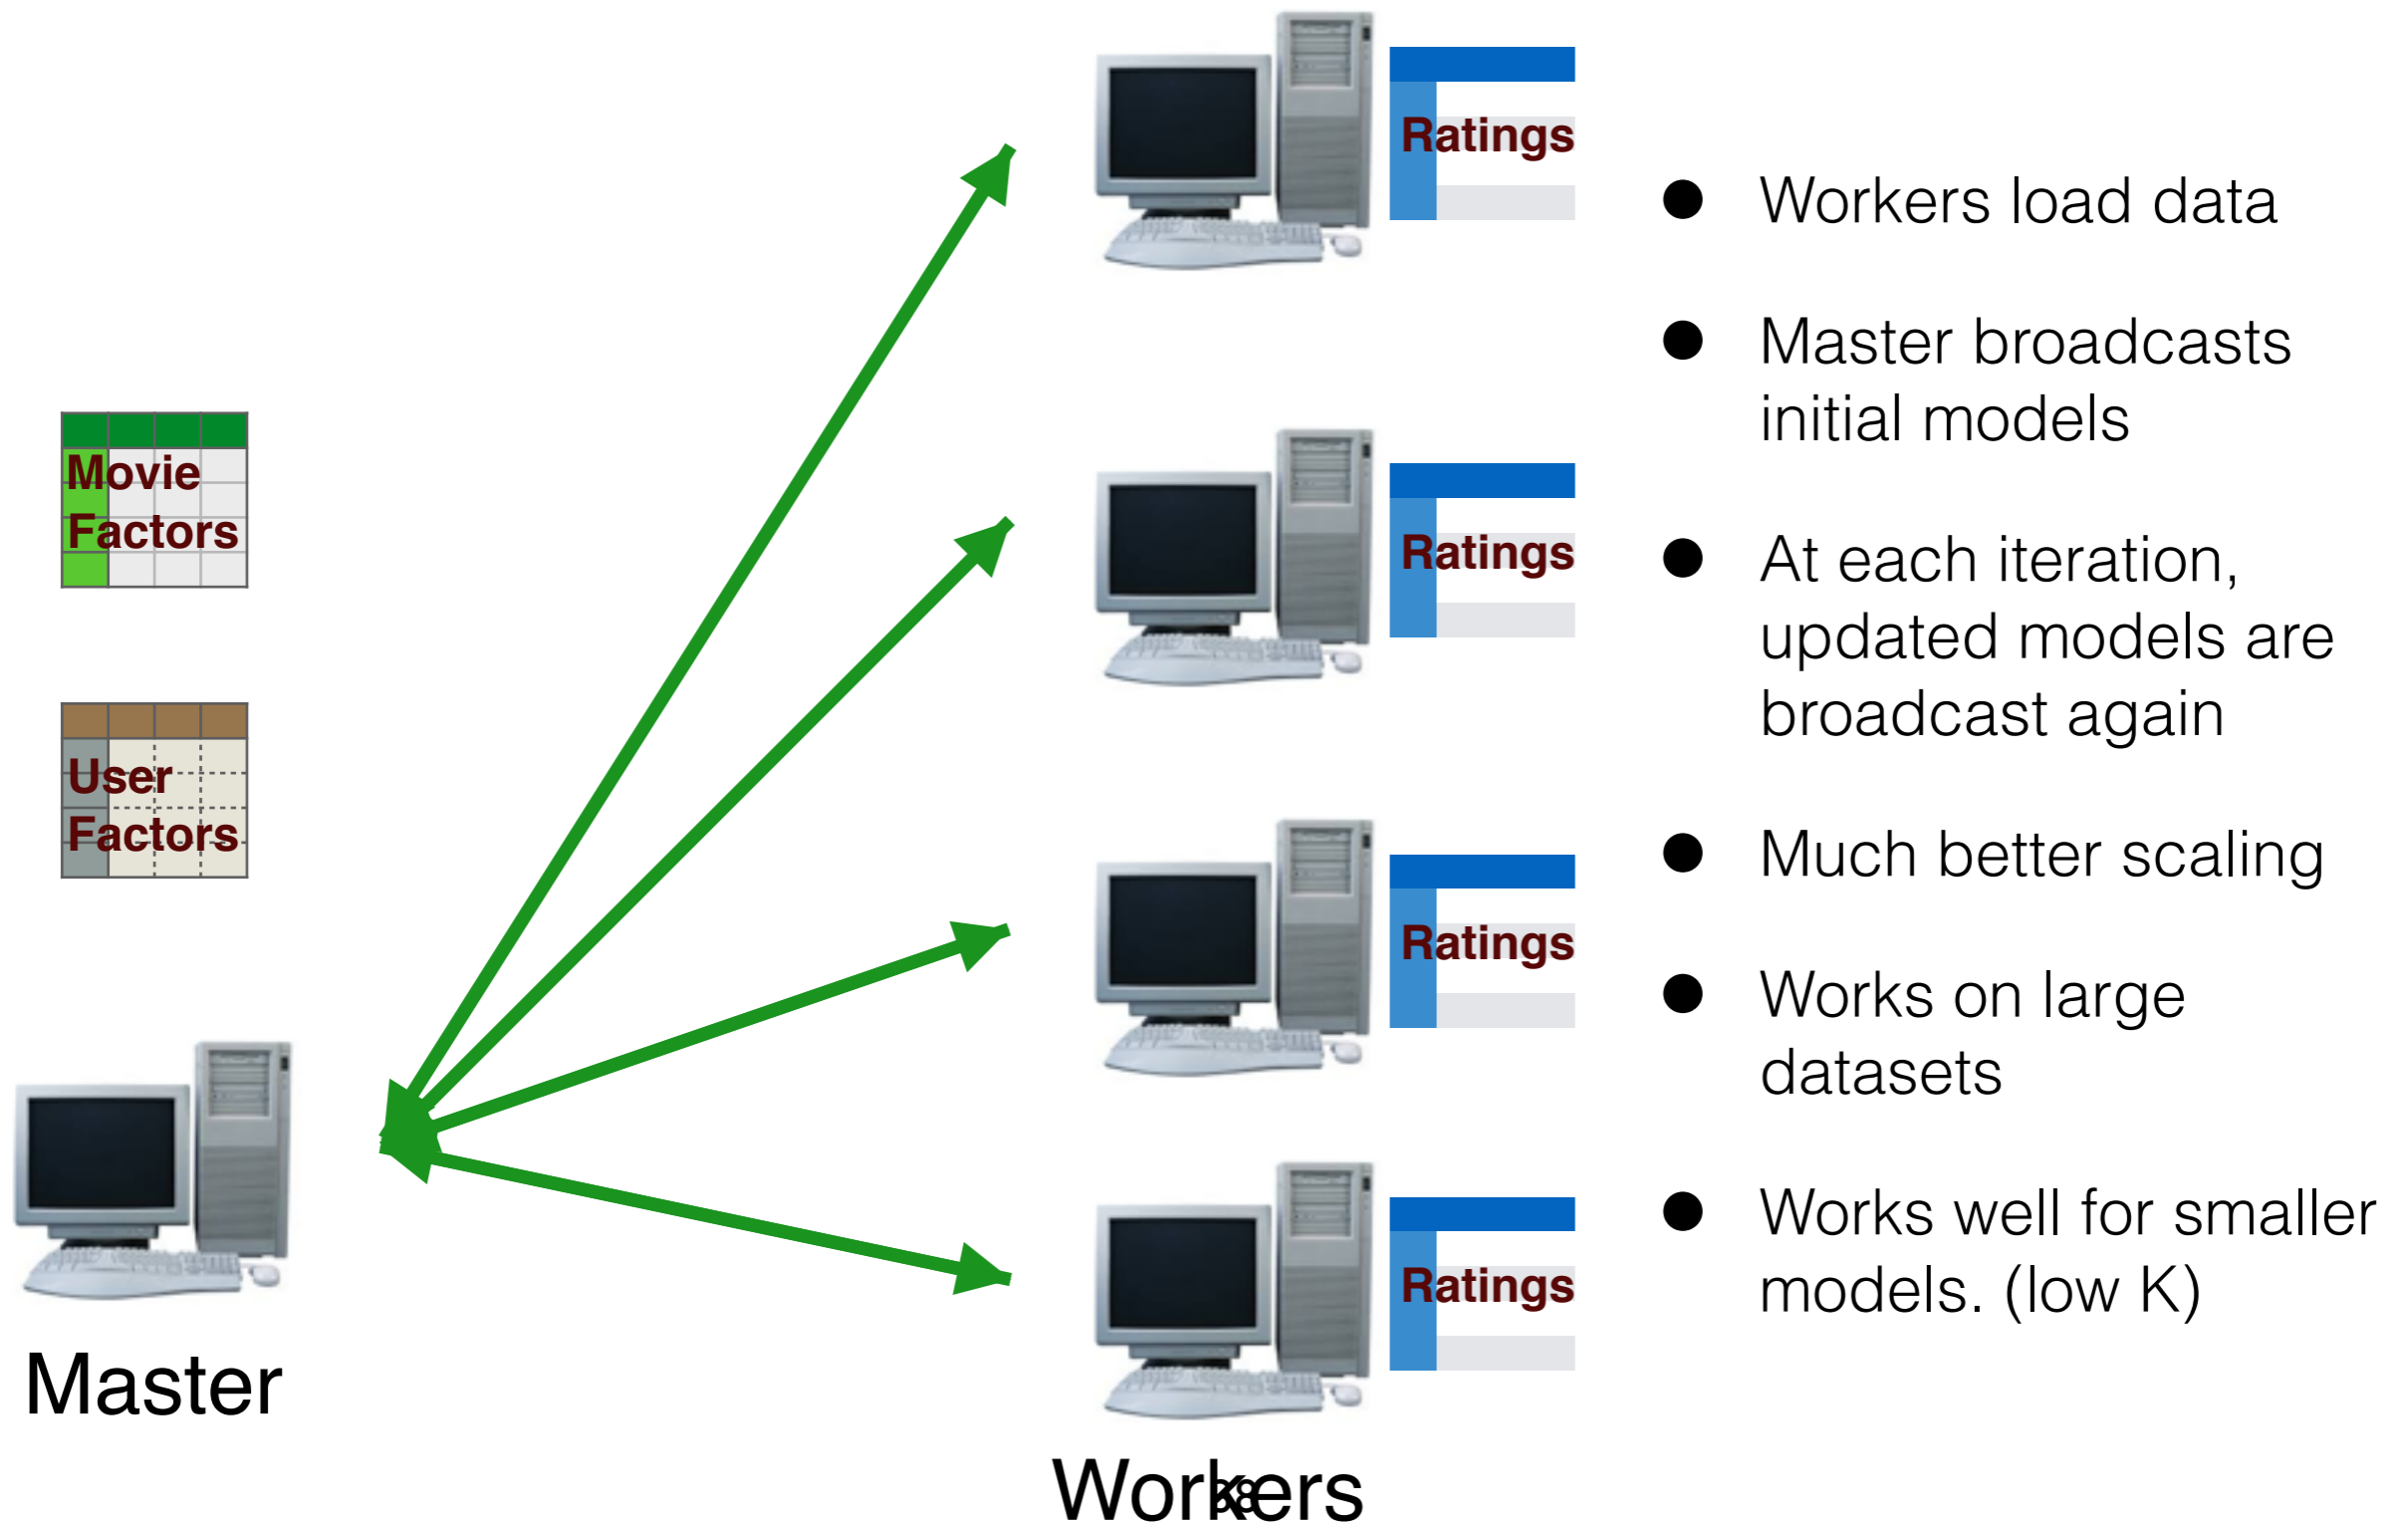 Movie
Factors
User
Factors
Master
Ratings
Ratings
Ratings
Ratings
Workers
● Workers load data
● Master broadcasts
initial models
● At each iteration,
updated models are
broadcast again
● Much better scaling
● Works on large
datasets
● Works well for smaller
models. (low K)